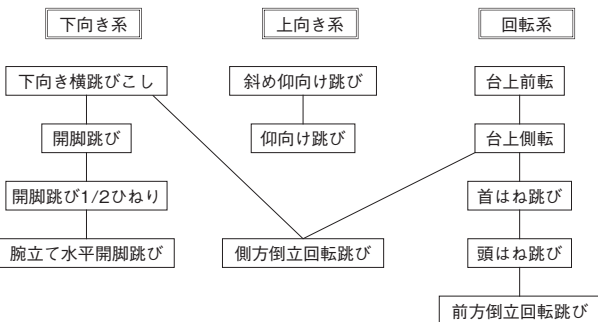 下向き系
上向き系
回転系
下向き横跳びこし
斜め仰向け跳び
台上前転
開脚跳び
仰向け跳び
台上側転
開脚跳び1/2ひねり
首はね跳び
腕立て水平開脚跳び
側方倒立回転跳び
頭はね跳び
前方倒立回転跳び